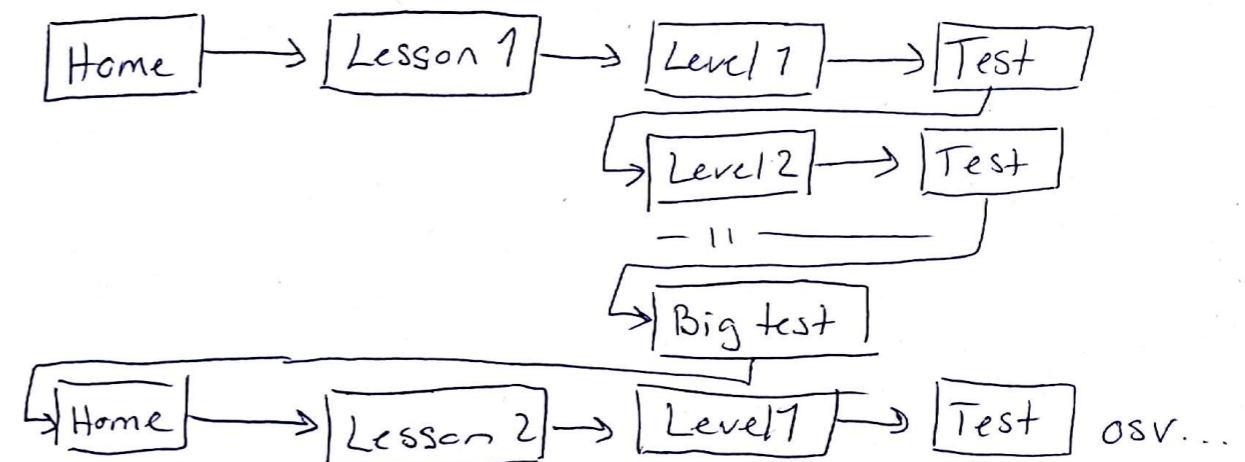 Home Lesson 1 Level 1 Test
Level 2 Test
— 11 —
Big test
Home Lesson 2 Level 1 Test osv...